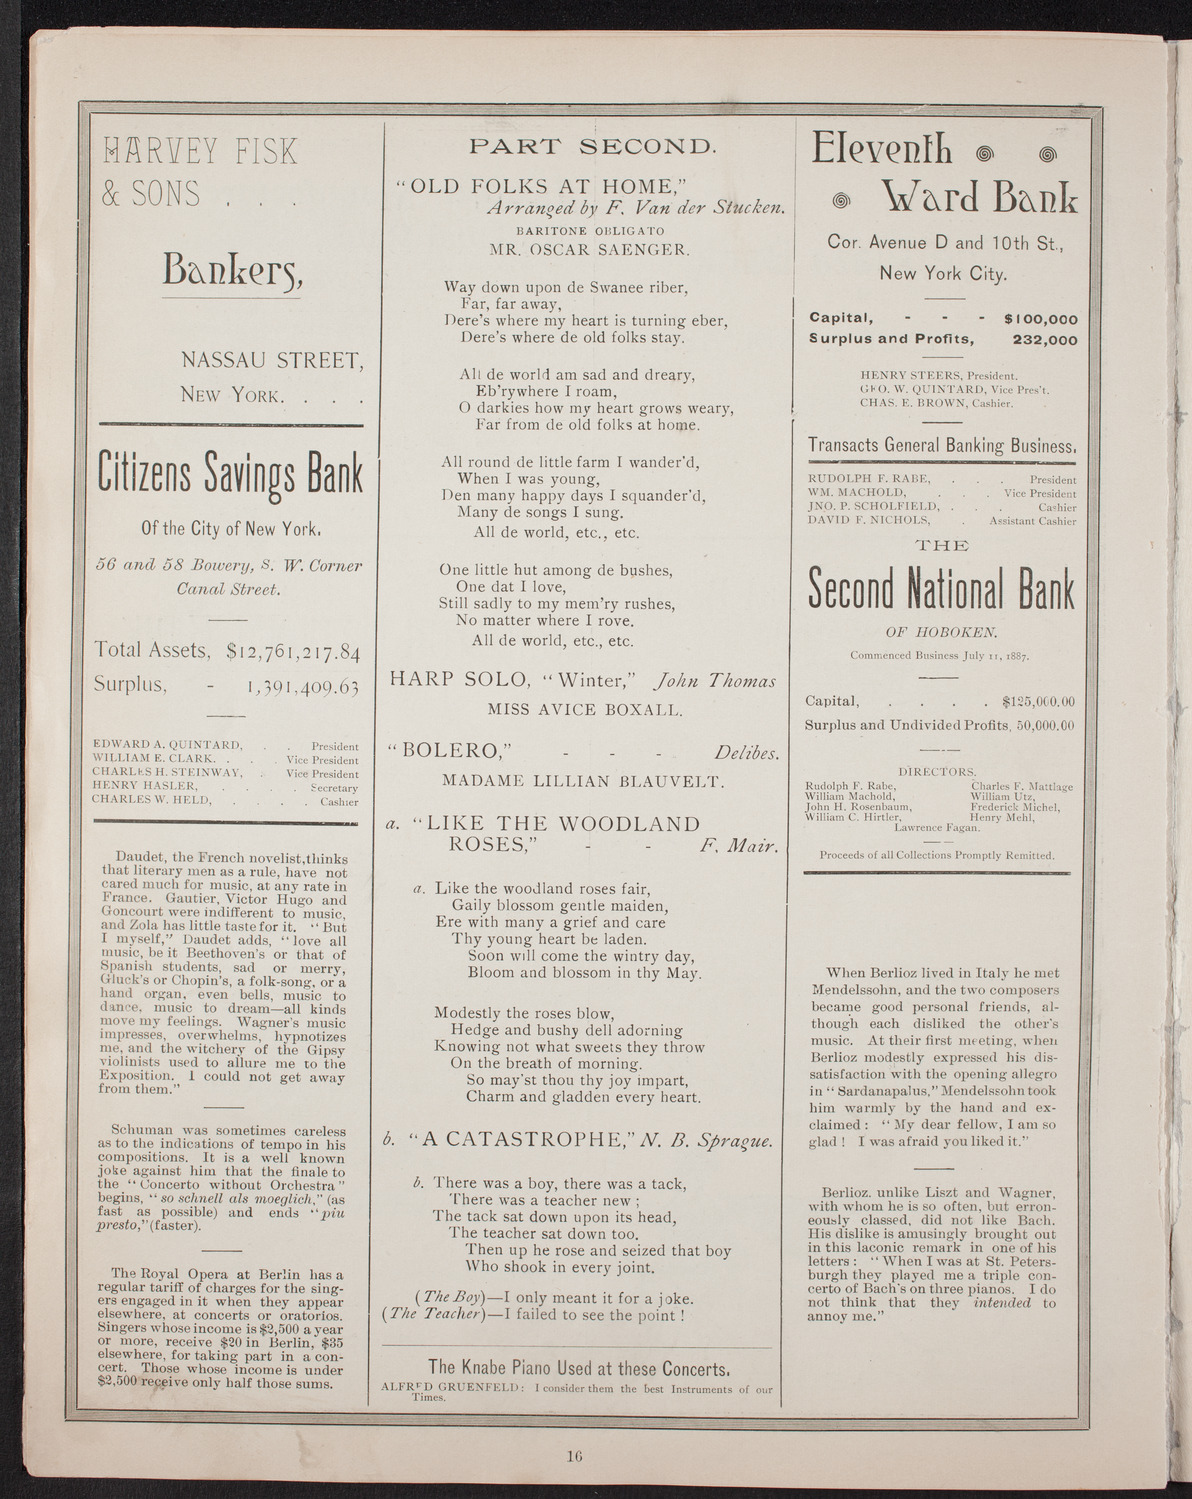 HARVEY FISK
& SONS . . .
Bankers,
NASSAU STREET,
NEW YORK. . . .
Citizens Savings Bank
Of the City of New York.
56 and 58 Bowery, S. W. Corner
Canal Street.
Total Assets, $12,761,217.84
Surplus, - 1,391,409.63
EDWARD A. QUINTARD, . . President
WILLIAM E. CLARK. . . . Vice President
CHARLES H. STEINWAY, . Vice President
HENRY HASLER, . . . . Secretary
CHARLES W. HELD, . . . . Cashier
Daudet, the French novelist,thinks
that literary men as a rule, have not
cared much for music, at any rate in
France. Gautier, Victor Hugo and
Goncourt were indifferent to music,
and Zola has little taste for it. "But
I myself," Daudet adds, "love all
music, be it Beethoven's or that of
Spanish students, sad or merry,
Gluck's or Chopin's, a folk-song, or a
hand organ, even bells, music to
dance, music to dream—all kinds
move my feelings. Wagner's music
impresses, overwhelms, hypnotizes
me, and the witchery of the Gipsy
violinists used to allure me to the
Exposition. I could not get away
from them."
Schuman was sometimes careless
as to the indications of tempo in his
compositions. It is a well known
joke against him that the finale to
the "Concerto without Orchestra"
begins, "so schnell als moeglich," (as
fast as possible) and ends "piu
presto," (faster).
The Royal Opera at Berlin has a
regular tariff of charges for the sing-
ers engaged in it when they appear
elsewhere, at concerts or oratorios.
Singers whose income is $2,500 a year
or more, receive $20 in Berlin, $35
elsewhere, for taking part in a con-
cert. Those whose income is under
$2,500 receive only half those sums.
PART SECOND.
"OLD FOLKS AT HOME,"
Arranged by F. Van der Stucken.
BARITONE OBLIGATO
MR. OSCAR SAENGER.
Way down upon de Swanee riber,
Far, far away,
Dere's where my heart is turning eber,
Dere's where de old folks stay.
All de world am sad and dreary,
Eb'rywhere I roam,
O darkies how my heart grows weary,
Far from de old folks at home.
All round de little farm I wander'd,
When I was young,
Den many happy days I squander'd,
Many de songs I sung.
All de world, etc., etc.
One little hut among de bushes,
One dat I love,
Still sadly to my mem'ry rushes,
No matter where I rove.
All de world, etc., etc.
HARP SOLO, "Winter," John Thomas
MISS AVICE BOXALL.
"BOLERO," - - - Delibes.
MADAME LILLIAN BLAUVELT.
a. "LIKE THE WOODLAND
ROSES," - - F. Mair.
a. Like the woodland roses fair,
Gaily blossom gentle maiden,
Ere with many a grief and care
Thy young heart be laden.
Soon will come the wintry day,
Bloom and blossom in thy May.
Modestly the roses blow,
Hedge and bushy dell adorning
Knowing not what sweets they throw
On the breath of morning.
So may'st thou thy joy impart,
Charm and gladden every heart.
b. "A CATASTROPHE," N. B. Sprague.
b. There was a boy, there was a tack,
There was a teacher new ;
The tack sat down upon its head,
The teacher sat down too.
Then up he rose and seized that boy
Who shook in every joint.
(The Boy)—I only meant it for a joke.
(The Teacher)—I failed to see the point !
The Knabe Piano Used at these Concerts.
ALFRED GRUENFELD: I consider them the best Instruments of our
Times.
Eleventh
Ward Bank
Cor. Avenue D and 10th St.,
New York City.
Capital, - - - $100,000
Surplus and Profits, 232,000
HENRY STEERS, President.
GEO. W. QUINTARD, Vice Pres't.
CHAS. E. BROWN, Cashier.
Transacts General Banking Business.
RUDOLPH F. RABE, . . . President
WM. MACHOLD, . . . Vice President
JNO. P. SCHOLFIELD, . . . Cashier
DAVID F. NICHOLS, . Assistant Cashier
THE
Second National Bank
OF HOBOKEN.
Commenced Business July 11, 1887.
Capital, . . . . $125,000.00
Surplus and Undivided Profits, 50,000.00
DIRECTORS.
Rudolph F. Rabe, Charles F. Mattlage
William Machold, William Utz,
John H. Rosenbaum, Frederick Michel,
William C. Hirtler, Henry Mehl,
Lawrence Fagan.
Proceeds of all Collections Promptly Remitted.
When Berlioz lived in Italy he met
Mendelssohn, and the two composers
became good personal friends, al-
though each disliked the other's
music. At their first meeting, when
Berlioz modestly expressed his dis-
satisfaction with the opening allegro
in "Sardanapalus," Mendelssohn took
him warmly by the hand and ex-
claimed : "My dear fellow, I am so
glad ! I was afraid you liked it."
Berlioz. unlike Liszt and Wagner,
with whom he is so often, but erron-
eously classed, did not like Bach.
His dislike is amusingly brought out
in this laconic remark in one of his
letters : "When I was at St. Peters-
burgh they played me a triple con-
certo of Bach's on three pianos. I do
not think that they intended to
annoy me."
16